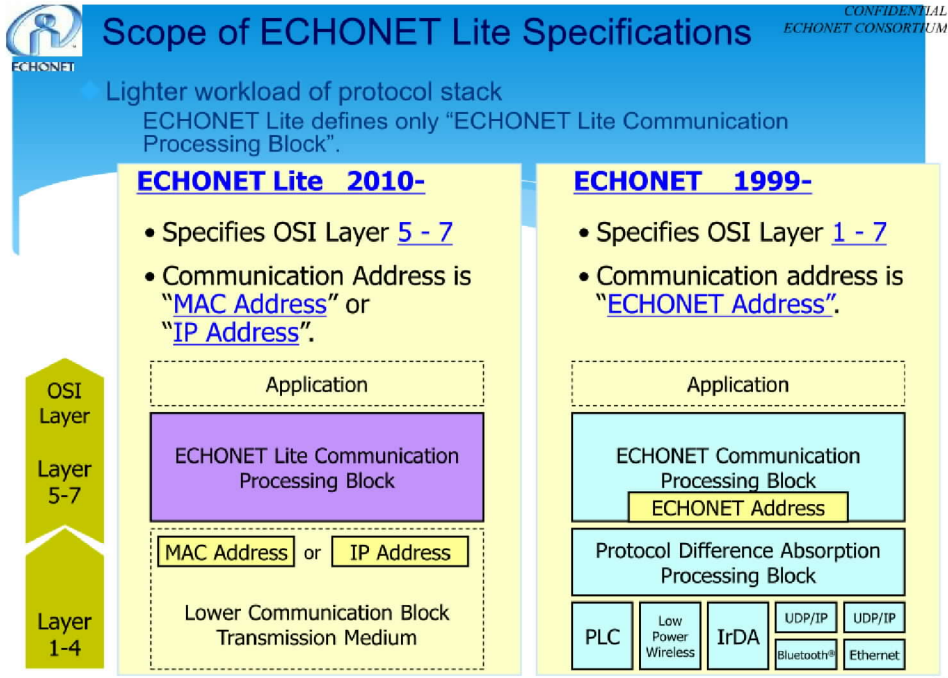 CONFIDENTIAL
ECHONET CONSORTIUM
ECHONET
Scope of ECHONET Lite Specifications
Lighter workload of protocol stack
ECHONET Lite defines only “ECHONET Lite Communication
Processing Block”.
ECHONET Lite 2010-
• Specifies OSI Layer 5 - 7
• Communication Address is
“MAC Address” or
“IP Address”.
Application
ECHONET Lite Communication
Processing Block
MAC Address or IP Address
Lower Communication Block
Transmission Medium
ECHONET 1999-
• Specifies OSI Layer 1 - 7
• Communication address is
“ECHONET Address”.
Application
ECHONET Communication
Processing Block
ECHONET Address
Protocol Difference Absorption
Processing Block
PLC
Low
Power
Wireless
IrDA
UDP/IP
Bluetooth®
UDP/IP
Ethernet
OSI
Layer
Layer
5-7
Layer
1-4